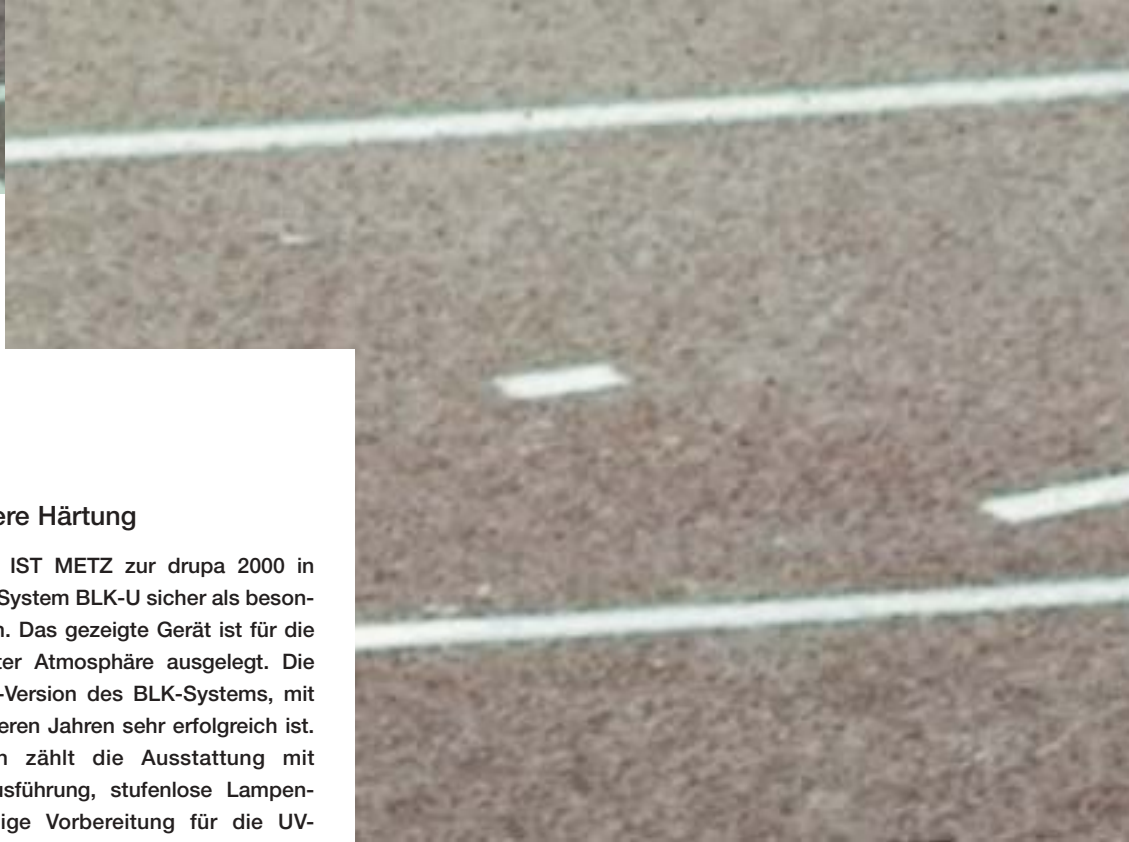 ere Härtung
IST METZ zur drupa 2000 in
System BLK-U sicher als beson-
n. Das gezeigte Gerät ist für die
ter Atmosphäre ausgelegt. Die
-Version des BLK-Systems, mit
eren Jahren sehr erfolgreich ist.
n zählt die Ausstattung mit
usführung, stufenlose Lampen-
ige Vorbereitung für die UV-